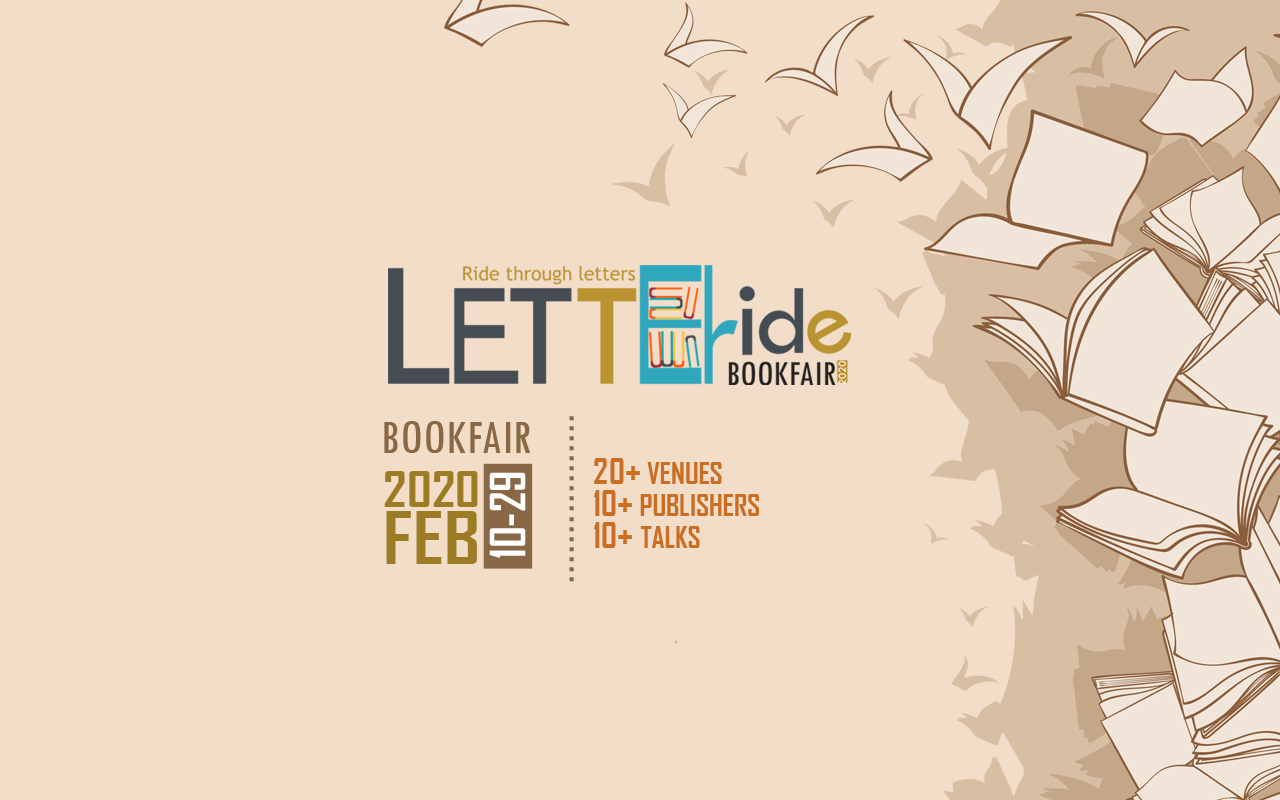 Ride through letters
LETTEride
BOOKFAIR 2020
BOOKFAIR
2020
FEB
10-29
20+ VENUES
10+ PUBLISHERS
10+ TALKS